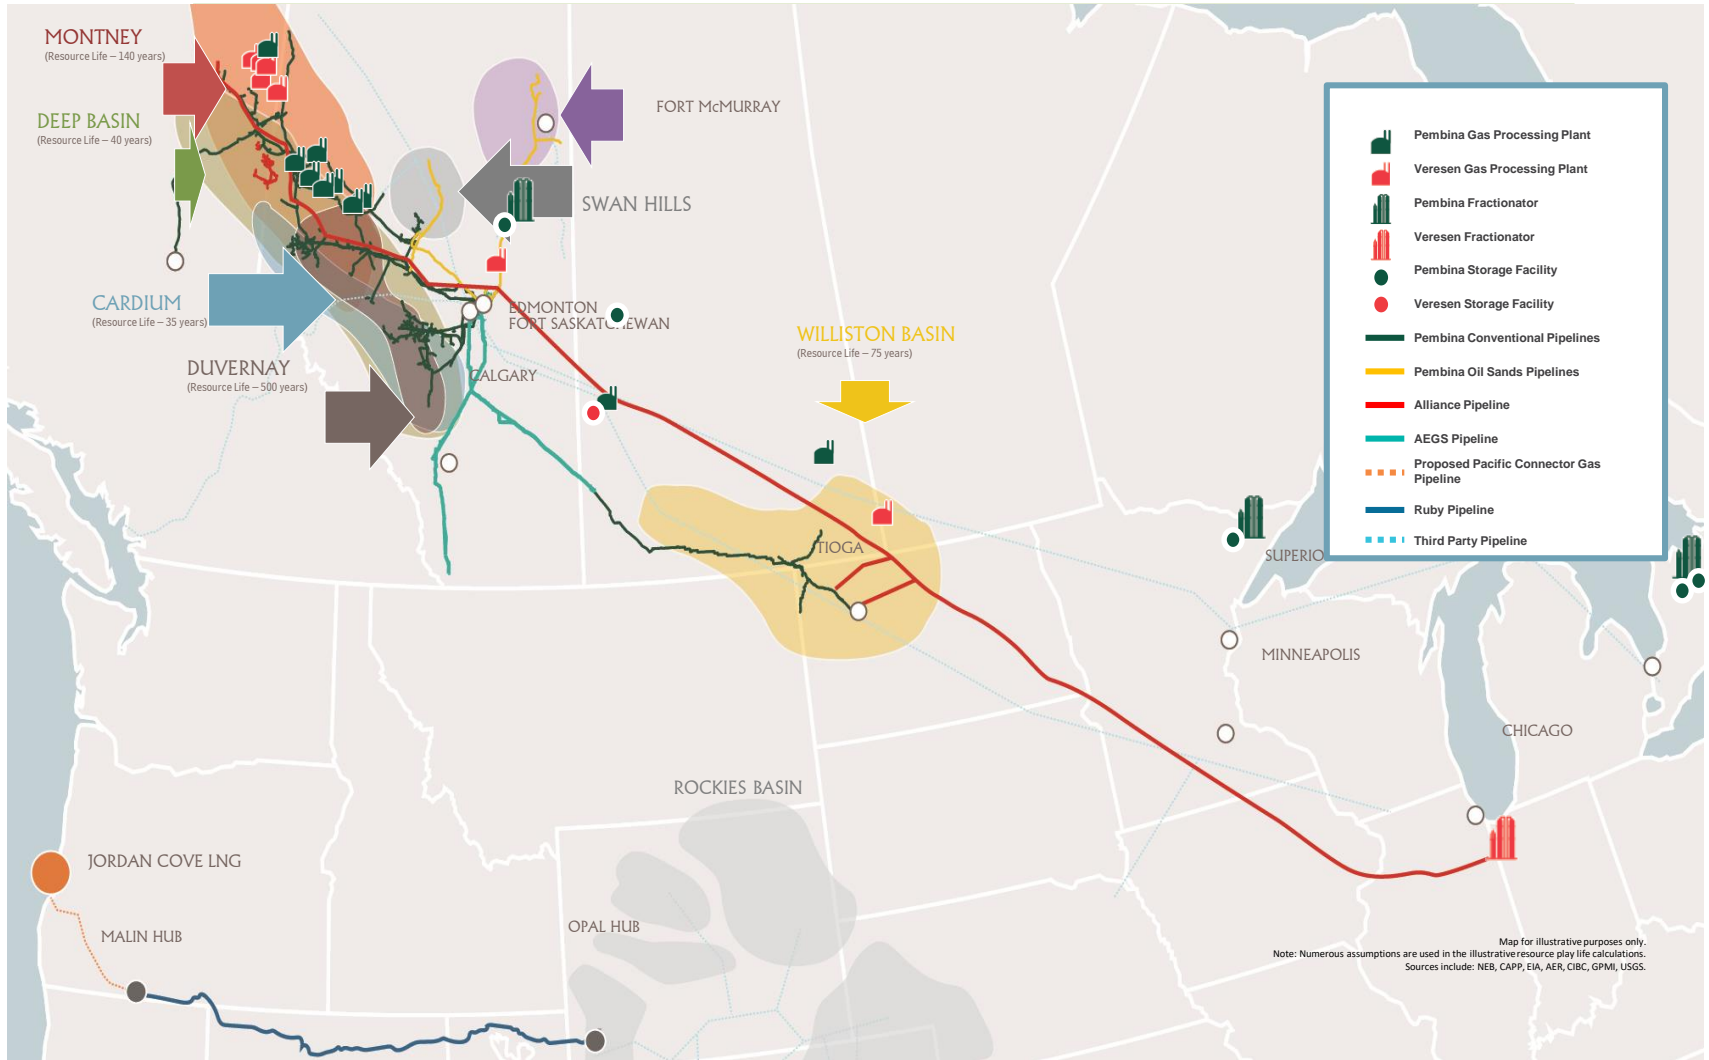 MONTNEY
(Resource Life – 140 years)
DEEP BASIN
(Resource Life – 40 years)
FORT McMURRAY
SWAN HILLS
CARDIUM
(Resource Life – 35 years)
EDMONTON
FORT SASKATCHEWAN
DUVERNAY
(Resource Life – 500 years)
CALGARY
WILLISTON BASIN
(Resource Life – 75 years)
TIOGA
Pembina Gas Processing Plant
Veresen Gas Processing Plant
Pembina Fractionator
Veresen Fractionator
Pembina Storage Facility
Veresen Storage Facility
Pembina Conventional Pipelines
Pembina Oil Sands Pipelines
Alliance Pipeline
AEGS Pipeline
Proposed Pacific Connector Gas
Pipeline
Ruby Pipeline
Third Party Pipeline
SUPERIO
MINNEAPOLIS
CHICAGO
ROCKIES BASIN
JORDAN COVE LNG
MALIN HUB
OPAL HUB
Map for illustrative purposes only.
Note: Numerous assumptions are used in the illustrative resource play life calculations.
Sources include: NEB, CAPP, EIA, AER, CIBC, GPMI, USGS.